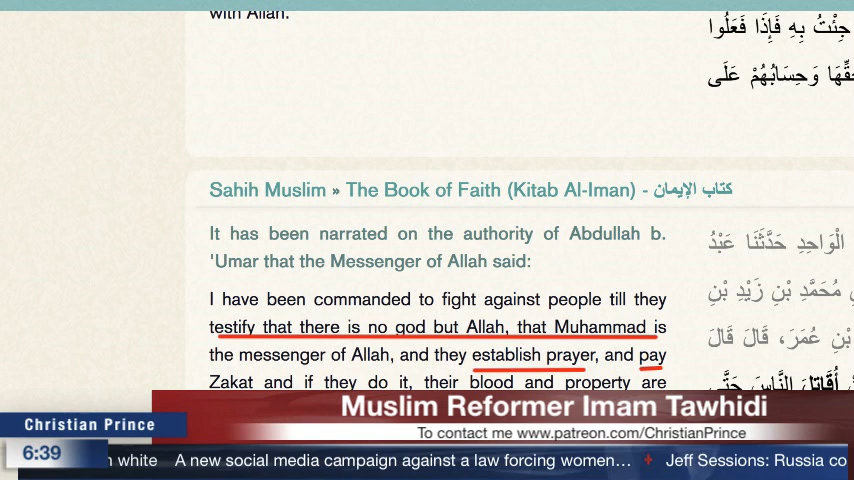 with Allah.
جِئْتُ بِهِ فَإِذَا فَعَلُوا
وَحِسَابُهُمْ عَلَى
Sahih Muslim » The Book of Faith (Kitab Al-Iman) - كتاب الإيمان
It has been narrated on the authority of Abdullah b.
'Umar that the Messenger of Allah said:
الْوَاحِدِ حَدَّثَنَا عَبْدُ
مُحَمَّدِ بْنِ زَيْدِ بْنِ
بْنِ عُمَرَ، قَالَ قَالَ
أُقَاتِلَ النَّاسَ حَتَّى
I have been commanded to fight against people till they
testify that there is no god but Allah, that Muhammad is
the messenger of Allah, and they establish prayer, and pay
Zakat and if they do it, their blood and property are
Muslim Reformer Imam Tawhidi
Christian Prince
To contact me www.patreon.com/ChristianPrince
6:39
white A new social media campaign against a law forcing women... Jeff Sessions: Russia co